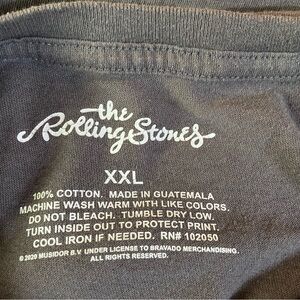 the
Rolling Stones
XXL
100% COTTON. MADE IN GUATEMALA
MACHINE WASH WARM WITH LIKE COLORS.
DO NOT BLEACH. TUMBLE DRY LOW.
TURN INSIDE OUT TO PROTECT PRINT.
COOL IRON IF NEEDED. RN# 102050
© 2020 MUSIDOR B.V. UNDER LICENSE TO BRAVADO MERCHANDISING.
ALL RIGHTS RESERVED.